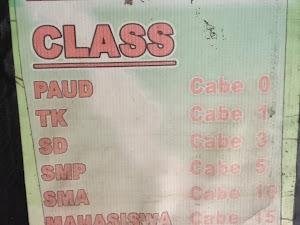 CLASS
PAUD Cabe 0
TK Cabe 1
SD Cabe 3
SMP Cabe 5
SMA Cabe 10
MAHASISWA Cabe 15